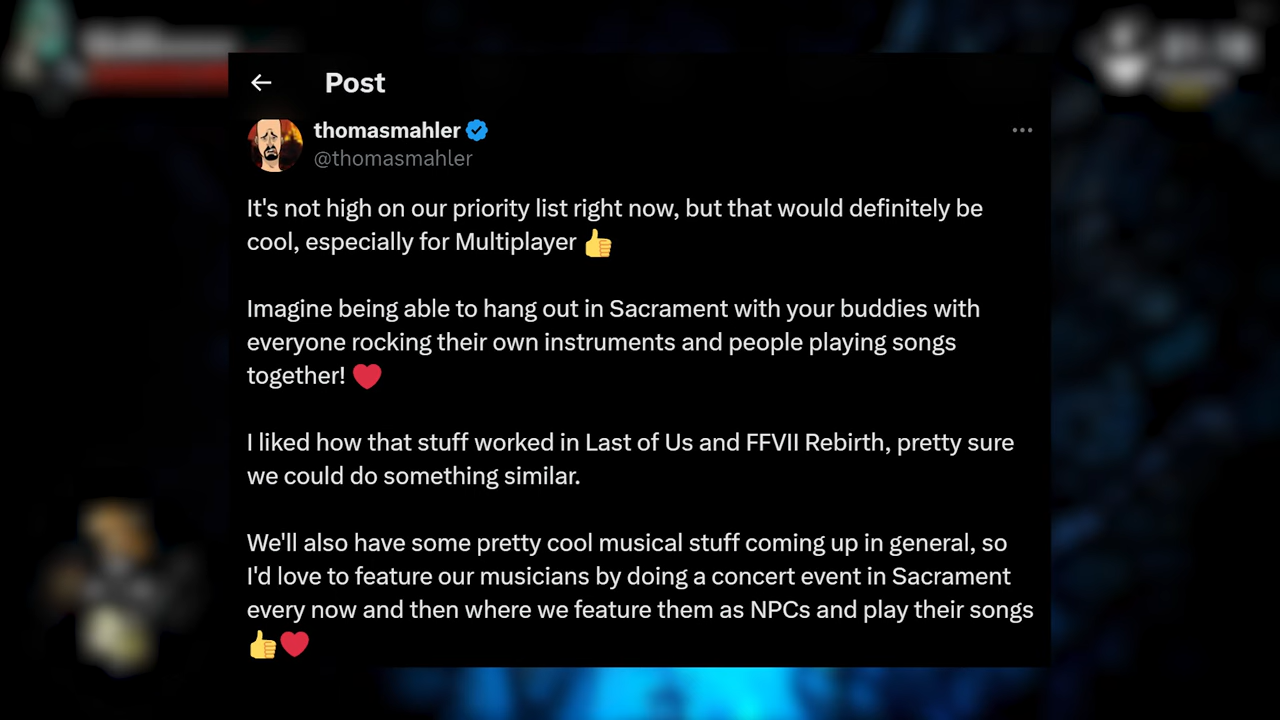 Post
thomasmahler
@thomasmahler
It's not high on our priority list right now, but that would definitely be
cool, especially for Multiplayer 👍
Imagine being able to hang out in Sacrament with your buddies with
everyone rocking their own instruments and people playing songs
together! ❤️
I liked how that stuff worked in Last of Us and FFVII Rebirth, pretty sure
we could do something similar.
We'll also have some pretty cool musical stuff coming up in general, so
I'd love to feature our musicians by doing a concert event in Sacrament
every now and then where we feature them as NPCs and play their songs
👍❤️